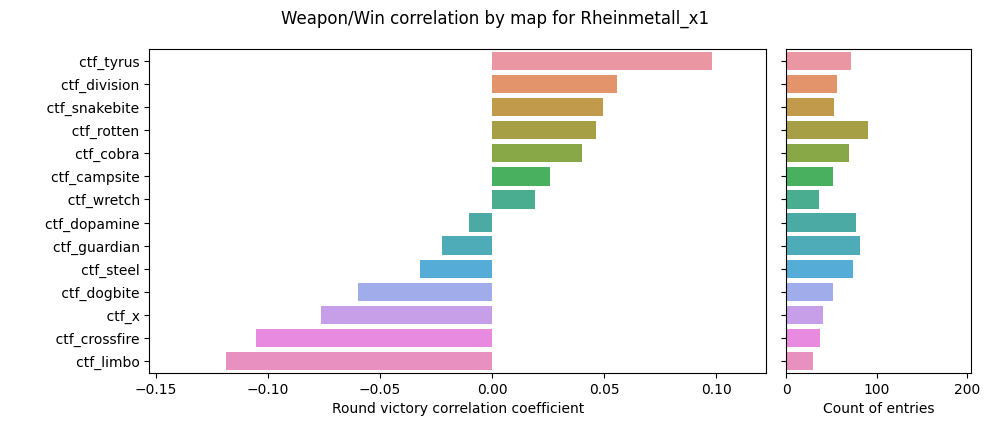 Weapon/Win correlation by map for Rheinmetall_x1
ctf_tyrus
ctf_division
ctf_snakebite
ctf_rotten
ctf_cobra
ctf_campsite
ctf_wretch
ctf_dopamine
ctf_guardian
ctf_steel
ctf_dogbite
ctf_x
ctf_crossfire
ctf_limbo
−0.15 −0.10 −0.05 0.00 0.05 0.10
Round victory correlation coefficient
0 100 200
Count of entries